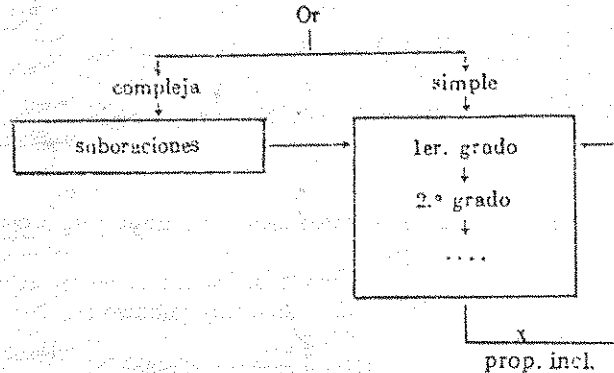 Or
compleja simple
suboraciones
1er. grado
2.º grado
....
x
prop. incl.